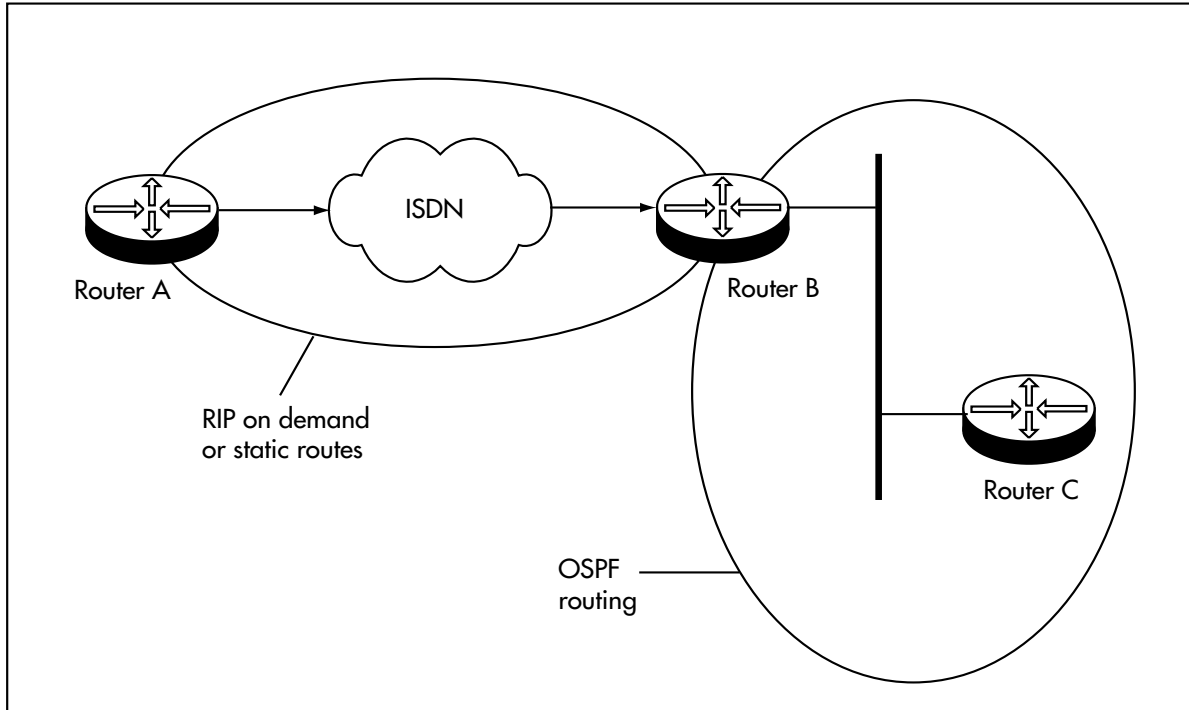 ISDN
Router A
Router B
RIP on demand
or static routes
Router C
OSPF
routing